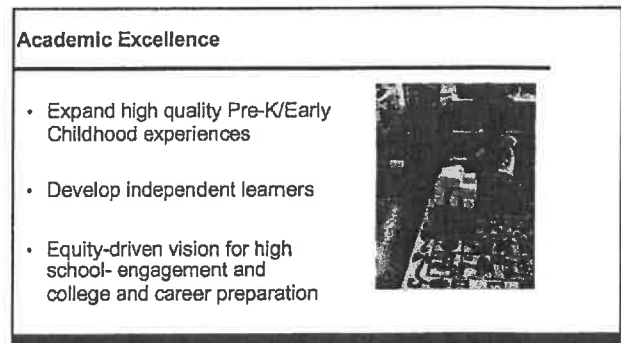 Academic Excellence
• Expand high quality Pre-K/Early
Childhood experiences
• Develop independent learners
• Equity-driven vision for high
school- engagement and
college and career preparation